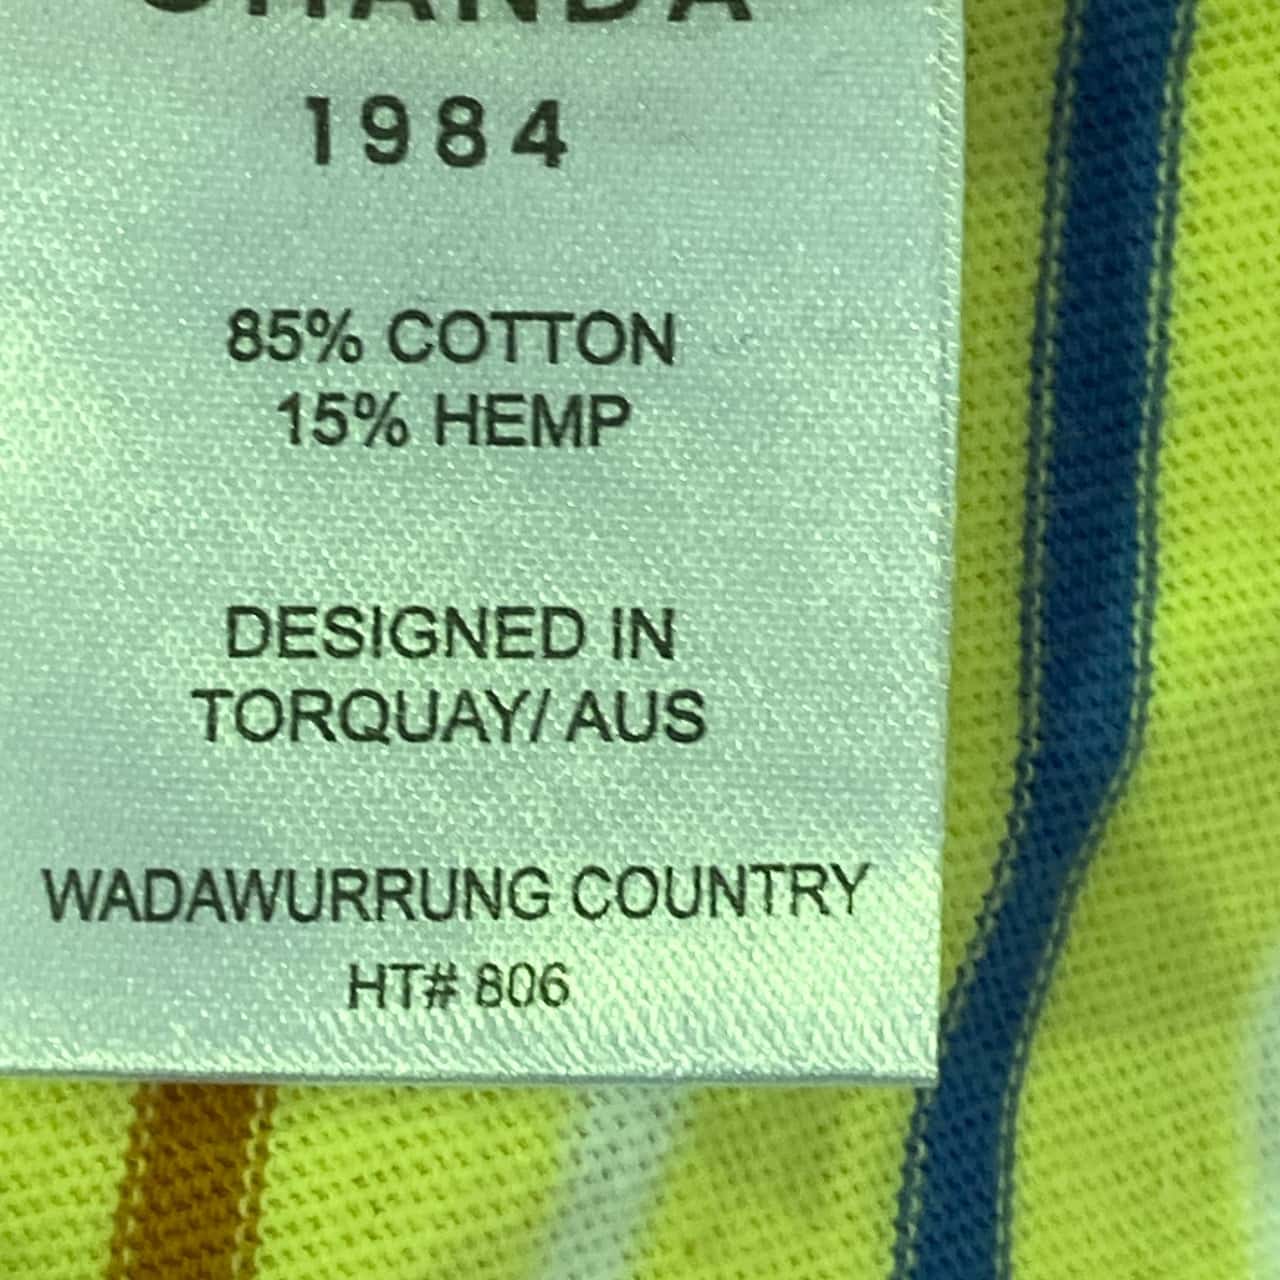 1984
85% COTTON
15% HEMP
DESIGNED IN
TORQUAY/ AUS
WADAWURRUNG COUNTRY
HT# 806